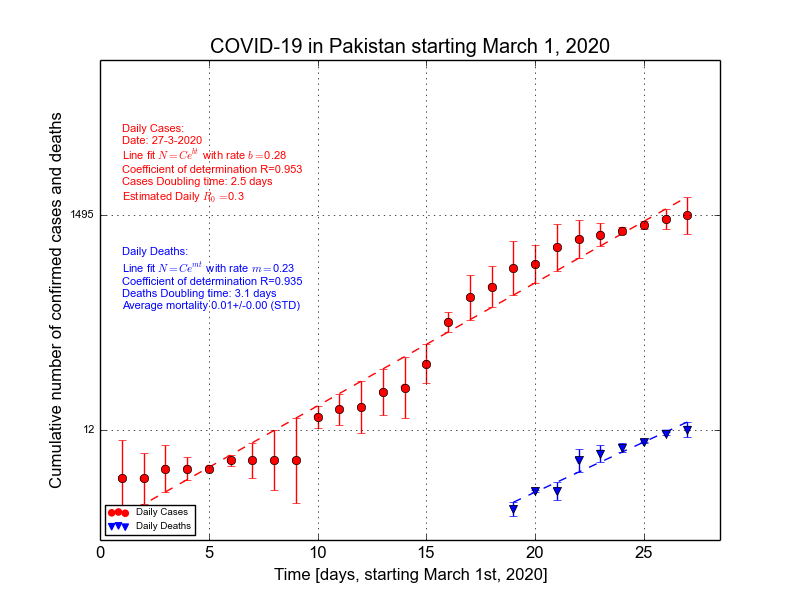 COVID-19 in Pakistan starting March 1, 2020
Cumulative number of confirmed cases and deaths
Daily Cases:
Date: 27-3-2020
Line fit N=Ce^{bt} with rate b=0.28
Coefficient of determination R=0.953
Cases Doubling time: 2.5 days
Estimated Daily R_0=0.3
1495
Daily Deaths:
Line fit N=Ce^{mt} with rate m=0.23
Coefficient of determination R=0.935
Deaths Doubling time: 3.1 days
Average mortality 0.01+/-0.00 (STD)
12
Daily Cases
Daily Deaths
0 5 10 15 20 25
Time [days, starting March 1st, 2020]